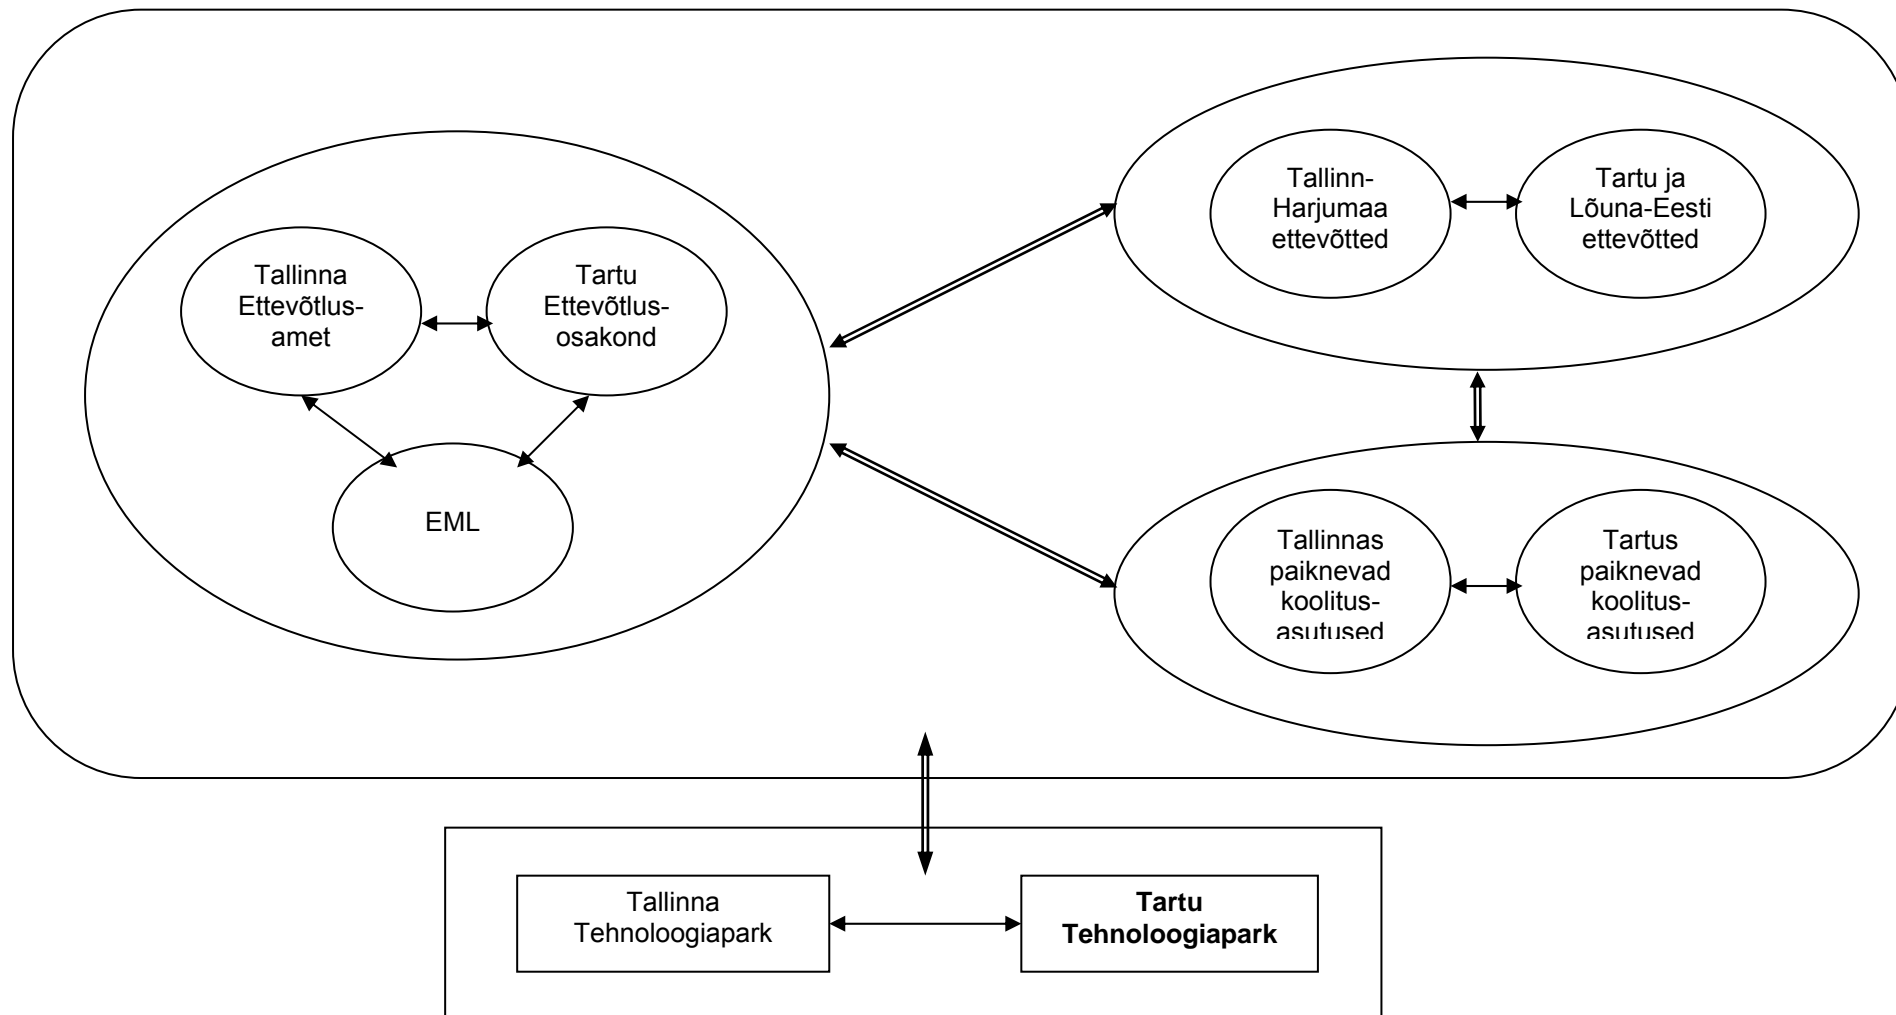 Tallinna
Ettevõtlus-
amet
Tartu
Ettevõtlus-
osakond
EML
Tallinn-
Harjumaa
ettevõtted
Tartu ja
Lõuna-Eesti
ettevõtted
Tallinnas
paiknevad
koolitus-
asutused
Tartus
paiknevad
koolitus-
asutused
Tallinna
Tehnoloogiapark
Tartu
Tehnoloogiapark